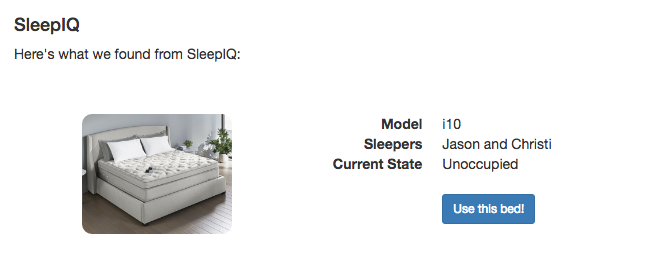 SleepIQ
Here's what we found from SleepIQ:
Model i10
Sleepers Jason and Christi
Current State Unoccupied
Use this bed!